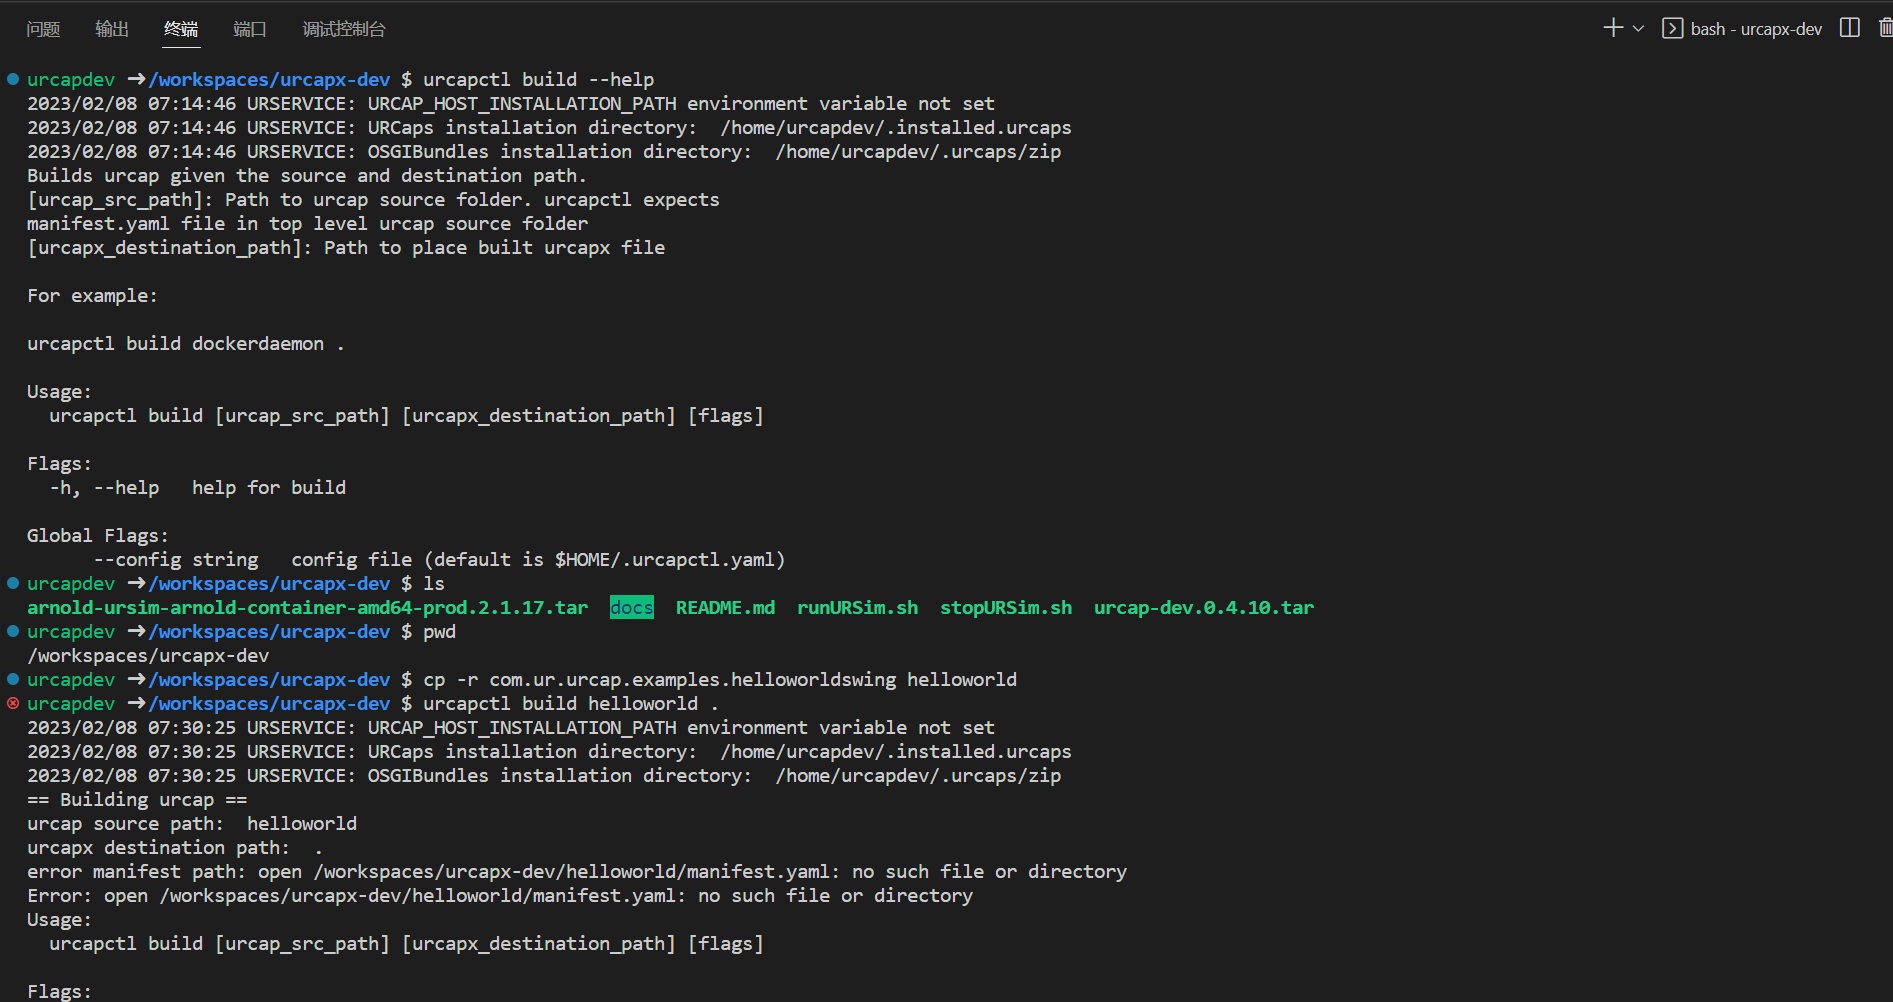 问题 输出 终端 端口 调试控制台 bash - urcapx-dev
urcapdev →/workspaces/urcapx-dev $ urcapctl build --help
2023/02/08 07:14:46 URSERVICE: URCAP_HOST_INSTALLATION_PATH environment variable not set
2023/02/08 07:14:46 URSERVICE: URCaps installation directory:  /home/urcapdev/.installed.urcaps
2023/02/08 07:14:46 URSERVICE: OSGIBundles installation directory:  /home/urcapdev/.urcaps/zip
Builds urcap given the source and destination path.
[urcap_src_path]: Path to urcap source folder. urcapctl expects
manifest.yaml file in top level urcap source folder
[urcapx_destination_path]: Path to place built urcapx file
For example:
urcapctl build dockerdaemon .
Usage:
  urcapctl build [urcap_src_path] [urcapx_destination_path] [flags]
Flags:
  -h, --help   help for build
Global Flags:
      --config string   config file (default is $HOME/.urcapctl.yaml)
urcapdev →/workspaces/urcapx-dev $ ls
arnold-ursim-arnold-container-amd64-prod.2.1.17.tar  docs  README.md  runURSim.sh  stopURSim.sh  urcap-dev.0.4.10.tar
urcapdev →/workspaces/urcapx-dev $ pwd
/workspaces/urcapx-dev
urcapdev →/workspaces/urcapx-dev $ cp -r com.ur.urcap.examples.helloworldswing helloworld
urcapdev →/workspaces/urcapx-dev $ urcapctl build helloworld .
2023/02/08 07:30:25 URSERVICE: URCAP_HOST_INSTALLATION_PATH environment variable not set
2023/02/08 07:30:25 URSERVICE: URCaps installation directory:  /home/urcapdev/.installed.urcaps
2023/02/08 07:30:25 URSERVICE: OSGIBundles installation directory:  /home/urcapdev/.urcaps/zip
== Building urcap ==
urcap source path:  helloworld
urcapx destination path:  .
error manifest path: open /workspaces/urcapx-dev/helloworld/manifest.yaml: no such file or directory
Error: open /workspaces/urcapx-dev/helloworld/manifest.yaml: no such file or directory
Usage:
  urcapctl build [urcap_src_path] [urcapx_destination_path] [flags]
Flags: